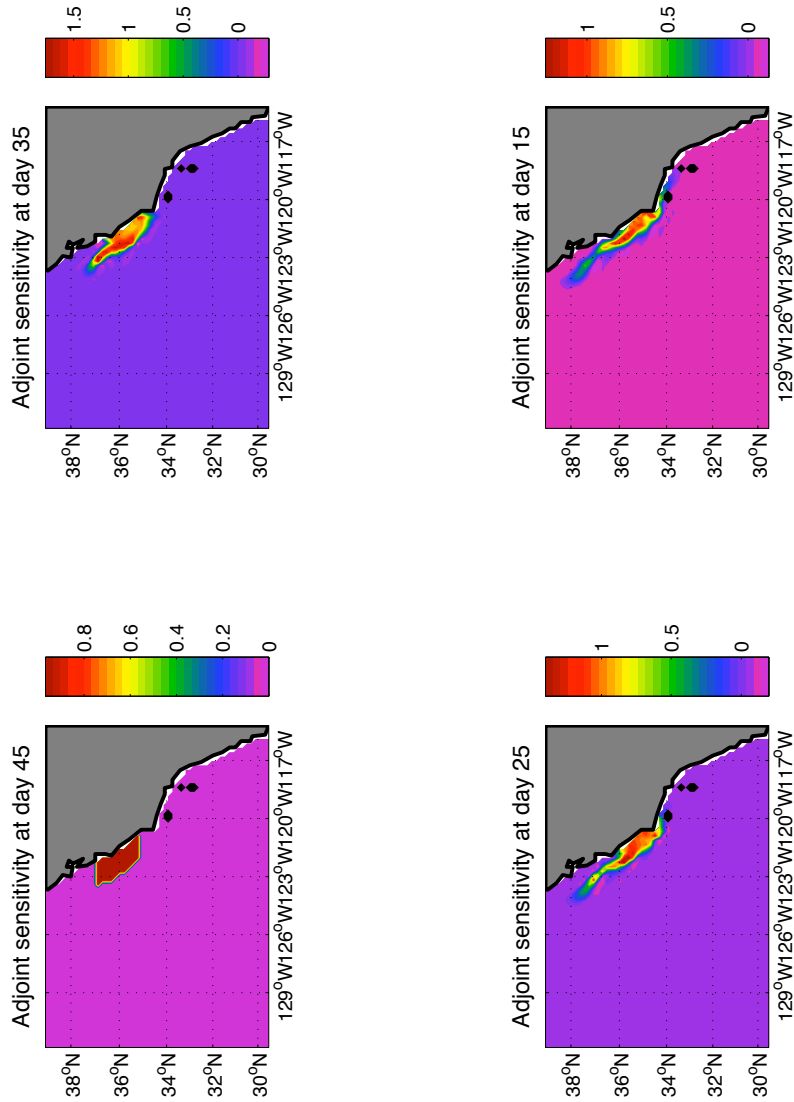 Adjoint sensitivity at day 35
38°N
36°N
34°N
32°N
30°N
129°W126°W123°W120°W117°W
1.5
1
0.5
0
Adjoint sensitivity at day 15
38°N
36°N
34°N
32°N
30°N
129°W126°W123°W120°W117°W
1
0.5
0
Adjoint sensitivity at day 45
38°N
36°N
34°N
32°N
30°N
129°W126°W123°W120°W117°W
0.8
0.6
0.4
0.2
0
Adjoint sensitivity at day 25
38°N
36°N
34°N
32°N
30°N
129°W126°W123°W120°W117°W
1
0.5
0